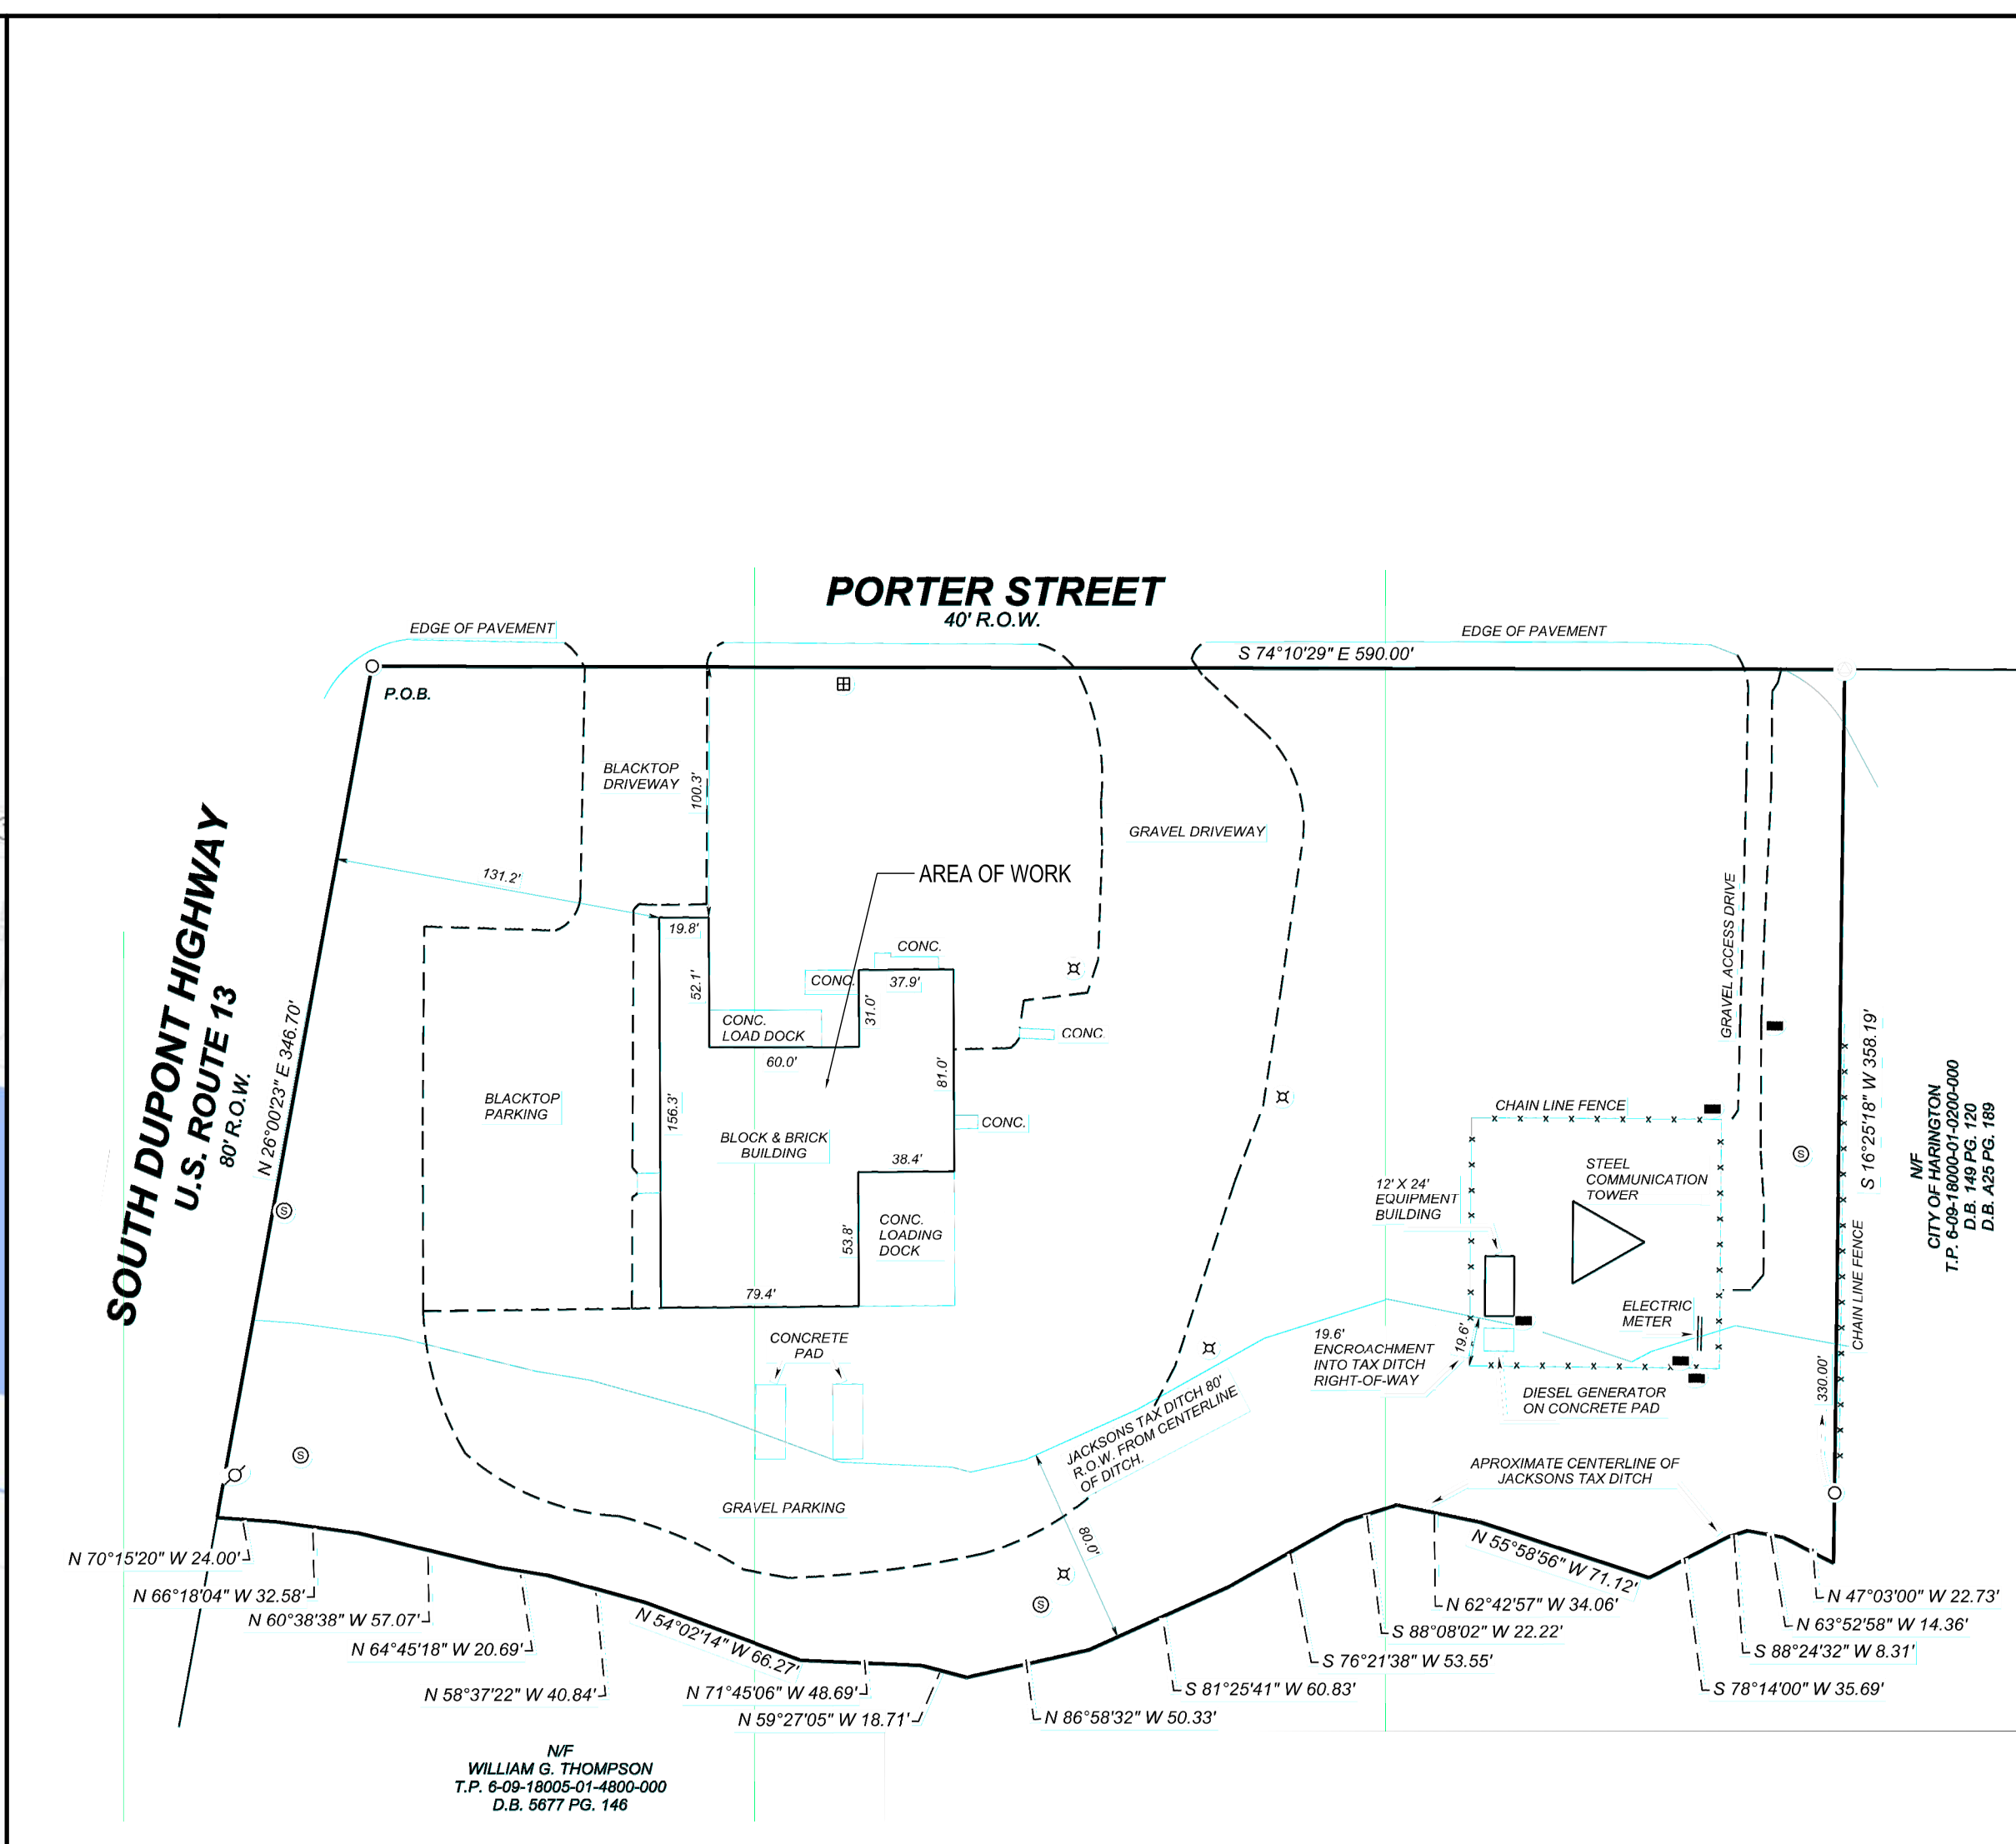 PORTER STREET
40' R.O.W.
EDGE OF PAVEMENT
EDGE OF PAVEMENT
S 74°10'29" E 590.00'
P.O.B.
BLACKTOP
DRIVEWAY
100.3'
GRAVEL DRIVEWAY
131.2'
AREA OF WORK
SOUTH DUPONT HIGHWAY
U.S. ROUTE 13
80' R.O.W.
N 26°00'23" E 346.70'
19.8'
52.1'
CONC.
CONC.
37.9'
31.0'
CONC.
LOAD DOCK
60.0'
CONC.
81.0'
BLACKTOP
PARKING
156.3'
BLOCK & BRICK
BUILDING
CONC.
38.4'
CONC.
LOADING
DOCK
53.8'
79.4'
GRAVEL ACCESS DRIVE
CHAIN LINE FENCE
STEEL
COMMUNICATION
TOWER
12' X 24'
EQUIPMENT
BUILDING
ELECTRIC
METER
S 16°25'18" W 358.19'
CHAIN LINE FENCE
330.00'
N/F
CITY OF HARINGTON
T.P. 6-09-18000-01-0200-000
D.B. 149 PG. 120
D.B. A25 PG. 189
CONCRETE
PAD
19.6'
ENCROACHMENT
INTO TAX DITCH
RIGHT-OF-WAY
19.6'
DIESEL GENERATOR
ON CONCRETE PAD
JACKSONS TAX DITCH 80'
R.O.W. FROM CENTERLINE
OF DITCH.
80.0'
APROXIMATE CENTERLINE OF
JACKSONS TAX DITCH
GRAVEL PARKING
S
S
S
S
N 70°15'20" W 24.00'
N 66°18'04" W 32.58'
N 60°38'38" W 57.07'
N 64°45'18" W 20.69'
N 58°37'22" W 40.84'
N 54°02'14" W 66.27'
N 71°45'06" W 48.69'
N 59°27'05" W 18.71'
N 86°58'32" W 50.33'
S 81°25'41" W 60.83'
S 76°21'38" W 53.55'
S 88°08'02" W 22.22'
N 62°42'57" W 34.06'
N 55°58'56" W 71.12'
S 78°14'00" W 35.69'
S 88°24'32" W 8.31'
N 63°52'58" W 14.36'
N 47°03'00" W 22.73'
N/F
WILLIAM G. THOMPSON
T.P. 6-09-18005-01-4800-000
D.B. 5677 PG. 146